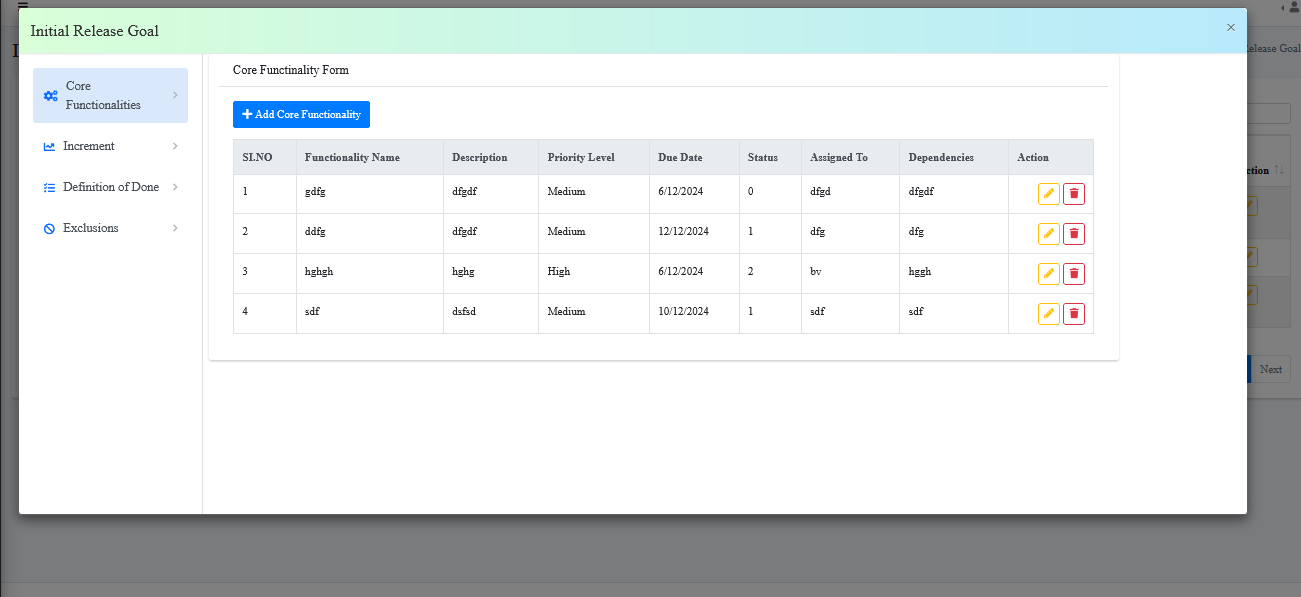 Initial Release Goal
×
Release Goal
Core
Functionalities
Increment
Definition of Done
Exclusions
Core Functinality Form
Add Core Functionality
SI.NO Functionality Name Description Priority Level Due Date Status Assigned To Dependencies Action
1 gdfg dfgdf Medium 6/12/2024 0 dfgd dfgdf
2 ddfg dfgdf Medium 12/12/2024 1 dfg dfg
3 hghgh hghg High 6/12/2024 2 bv hggh
4 sdf dsfsd Medium 10/12/2024 1 sdf sdf
ction
Next